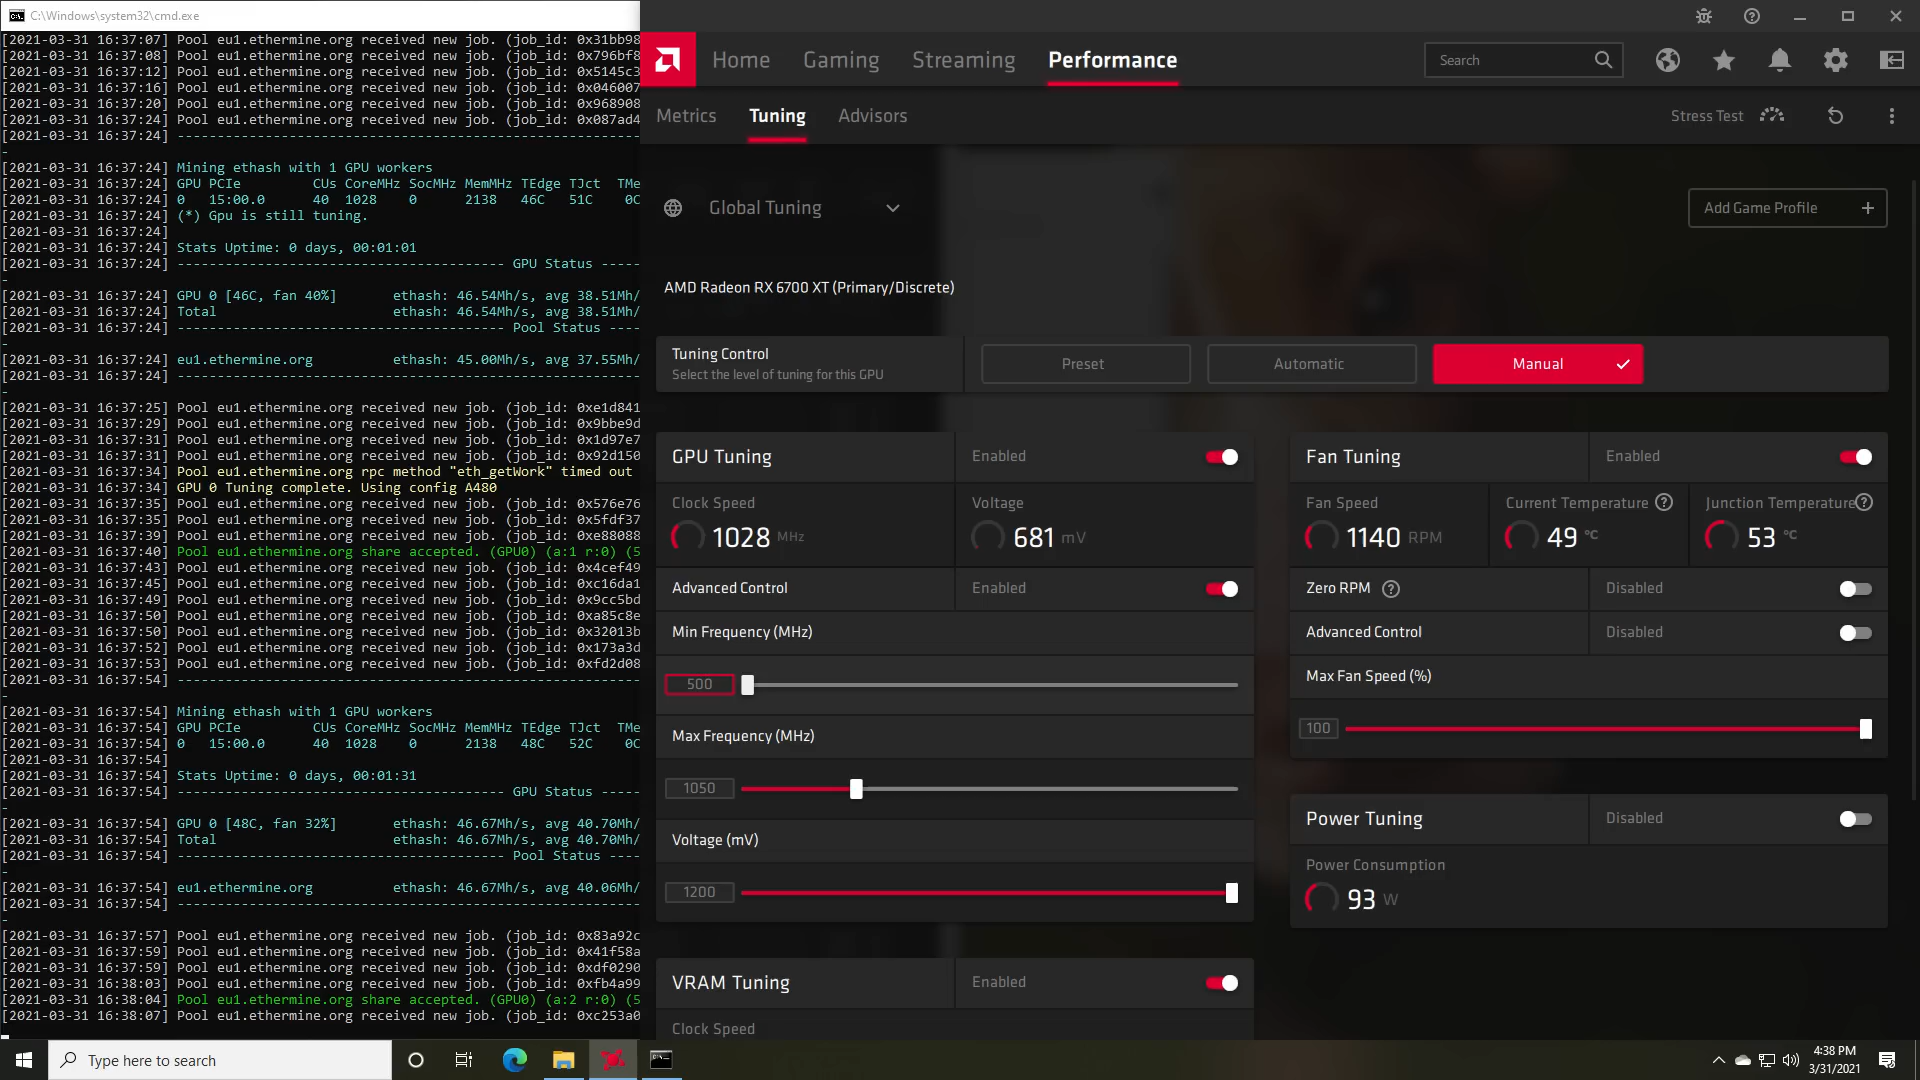 C:\Windows\system32\cmd.exe
[2021-03-31 16:37:07] Pool eu1.ethermine.org received new job. (job_id: 0x31bb98
[2021-03-31 16:37:08] Pool eu1.ethermine.org received new job. (job_id: 0x796bf8
[2021-03-31 16:37:12] Pool eu1.ethermine.org received new job. (job_id: 0x5145c3
[2021-03-31 16:37:16] Pool eu1.ethermine.org received new job. (job_id: 0x046007
[2021-03-31 16:37:20] Pool eu1.ethermine.org received new job. (job_id: 0x968908
[2021-03-31 16:37:24] Pool eu1.ethermine.org received new job. (job_id: 0x087ad4
[2021-03-31 16:37:24] ----------------------------------------------------------
-
[2021-03-31 16:37:24] Mining ethash with 1 GPU workers
[2021-03-31 16:37:24] GPU PCIe CUs CoreMHz SocMHz MemMHz TEdge TJct TMe
[2021-03-31 16:37:24] 0 15:00.0 40 1028 0 2138 46C 51C 0C
[2021-03-31 16:37:24] (*) Gpu is still tuning.
[2021-03-31 16:37:24]
[2021-03-31 16:37:24] Stats Uptime: 0 days, 00:01:01
[2021-03-31 16:37:24] ----------------------------------------- GPU Status -----
-
[2021-03-31 16:37:24] GPU 0 [46C, fan 40%] ethash: 46.54Mh/s, avg 38.51Mh/
[2021-03-31 16:37:24] Total ethash: 46.54Mh/s, avg 38.51Mh/
[2021-03-31 16:37:24] ----------------------------------------- Pool Status ----
-
[2021-03-31 16:37:24] eu1.ethermine.org ethash: 45.00Mh/s, avg 37.55Mh/
[2021-03-31 16:37:24] ----------------------------------------------------------
-
[2021-03-31 16:37:25] Pool eu1.ethermine.org received new job. (job_id: 0xe1d841
[2021-03-31 16:37:29] Pool eu1.ethermine.org received new job. (job_id: 0x9bbe9d
[2021-03-31 16:37:31] Pool eu1.ethermine.org received new job. (job_id: 0x1d97e7
[2021-03-31 16:37:31] Pool eu1.ethermine.org received new job. (job_id: 0x92d150
[2021-03-31 16:37:34] Pool eu1.ethermine.org rpc method "eth_getWork" timed out
[2021-03-31 16:37:34] GPU 0 Tuning complete. Using config A480
[2021-03-31 16:37:35] Pool eu1.ethermine.org received new job. (job_id: 0x576e76
[2021-03-31 16:37:35] Pool eu1.ethermine.org received new job. (job_id: 0x5fdf37
[2021-03-31 16:37:39] Pool eu1.ethermine.org received new job. (job_id: 0xe88088
[2021-03-31 16:37:40] Pool eu1.ethermine.org share accepted. (GPU0) (a:1 r:0) (5
[2021-03-31 16:37:43] Pool eu1.ethermine.org received new job. (job_id: 0x4cef49
[2021-03-31 16:37:45] Pool eu1.ethermine.org received new job. (job_id: 0xc16da1
[2021-03-31 16:37:49] Pool eu1.ethermine.org received new job. (job_id: 0x9cc5bd
[2021-03-31 16:37:50] Pool eu1.ethermine.org received new job. (job_id: 0xa85c8e
[2021-03-31 16:37:50] Pool eu1.ethermine.org received new job. (job_id: 0x32013b
[2021-03-31 16:37:52] Pool eu1.ethermine.org received new job. (job_id: 0x173a3d
[2021-03-31 16:37:53] Pool eu1.ethermine.org received new job. (job_id: 0xfd2d08
[2021-03-31 16:37:54] ----------------------------------------------------------
-
[2021-03-31 16:37:54] Mining ethash with 1 GPU workers
[2021-03-31 16:37:54] GPU PCIe CUs CoreMHz SocMHz MemMHz TEdge TJct TMe
[2021-03-31 16:37:54] 0 15:00.0 40 1028 0 2138 48C 52C 0C
[2021-03-31 16:37:54]
[2021-03-31 16:37:54] Stats Uptime: 0 days, 00:01:31
[2021-03-31 16:37:54] ----------------------------------------- GPU Status -----
-
[2021-03-31 16:37:54] GPU 0 [48C, fan 32%] ethash: 46.67Mh/s, avg 40.70Mh/
[2021-03-31 16:37:54] Total ethash: 46.67Mh/s, avg 40.70Mh/
[2021-03-31 16:37:54] ----------------------------------------- Pool Status ----
-
[2021-03-31 16:37:54] eu1.ethermine.org ethash: 46.67Mh/s, avg 40.06Mh/
[2021-03-31 16:37:54] ----------------------------------------------------------
-
[2021-03-31 16:37:57] Pool eu1.ethermine.org received new job. (job_id: 0x83a92c
[2021-03-31 16:37:59] Pool eu1.ethermine.org received new job. (job_id: 0x41f58a
[2021-03-31 16:37:59] Pool eu1.ethermine.org received new job. (job_id: 0xdf0290
[2021-03-31 16:38:03] Pool eu1.ethermine.org received new job. (job_id: 0xfb4a99
[2021-03-31 16:38:04] Pool eu1.ethermine.org share accepted. (GPU0) (a:2 r:0) (5
[2021-03-31 16:38:07] Pool eu1.ethermine.org received new job. (job_id: 0xc253a0
Home Gaming Streaming Performance Search
Metrics Tuning Advisors Stress Test
Global Tuning Add Game Profile +
AMD Radeon RX 6700 XT (Primary/Discrete)
Tuning Control
Select the level of tuning for this GPU
Preset Automatic Manual
GPU Tuning Enabled
Clock Speed Voltage
1028 MHz 681 mV
Advanced Control Enabled
Min Frequency (MHz)
500
Max Frequency (MHz)
1050
Voltage (mV)
1200
VRAM Tuning Enabled
Clock Speed
Fan Tuning Enabled
Fan Speed Current Temperature Junction Temperature
1140 RPM 49 °C 53 °C
Zero RPM Disabled
Advanced Control Disabled
Max Fan Speed (%)
100
Power Tuning Disabled
Power Consumption
93 W
Type here to search
4:38 PM
3/31/2021